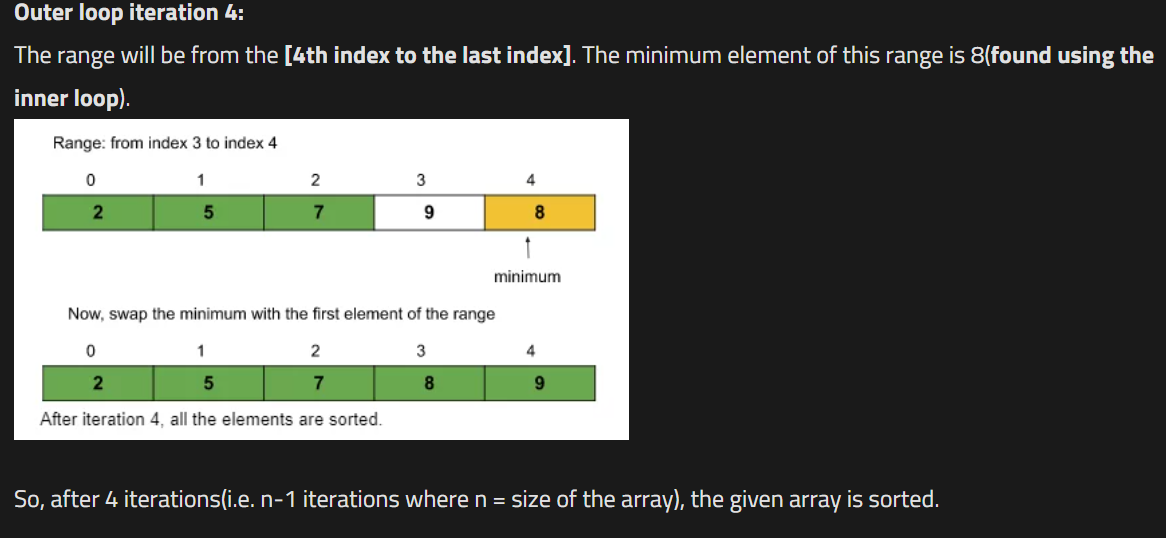 Outer loop iteration 4:
The range will be from the [4th index to the last index]. The minimum element of this range is 8(found using the
inner loop).
Range: from index 3 to index 4
0 1 2 3 4
2 5 7 9 8
minimum
Now, swap the minimum with the first element of the range
0 1 2 3 4
2 5 7 8 9
After iteration 4, all the elements are sorted.
So, after 4 iterations(i.e. n-1 iterations where n = size of the array), the given array is sorted.